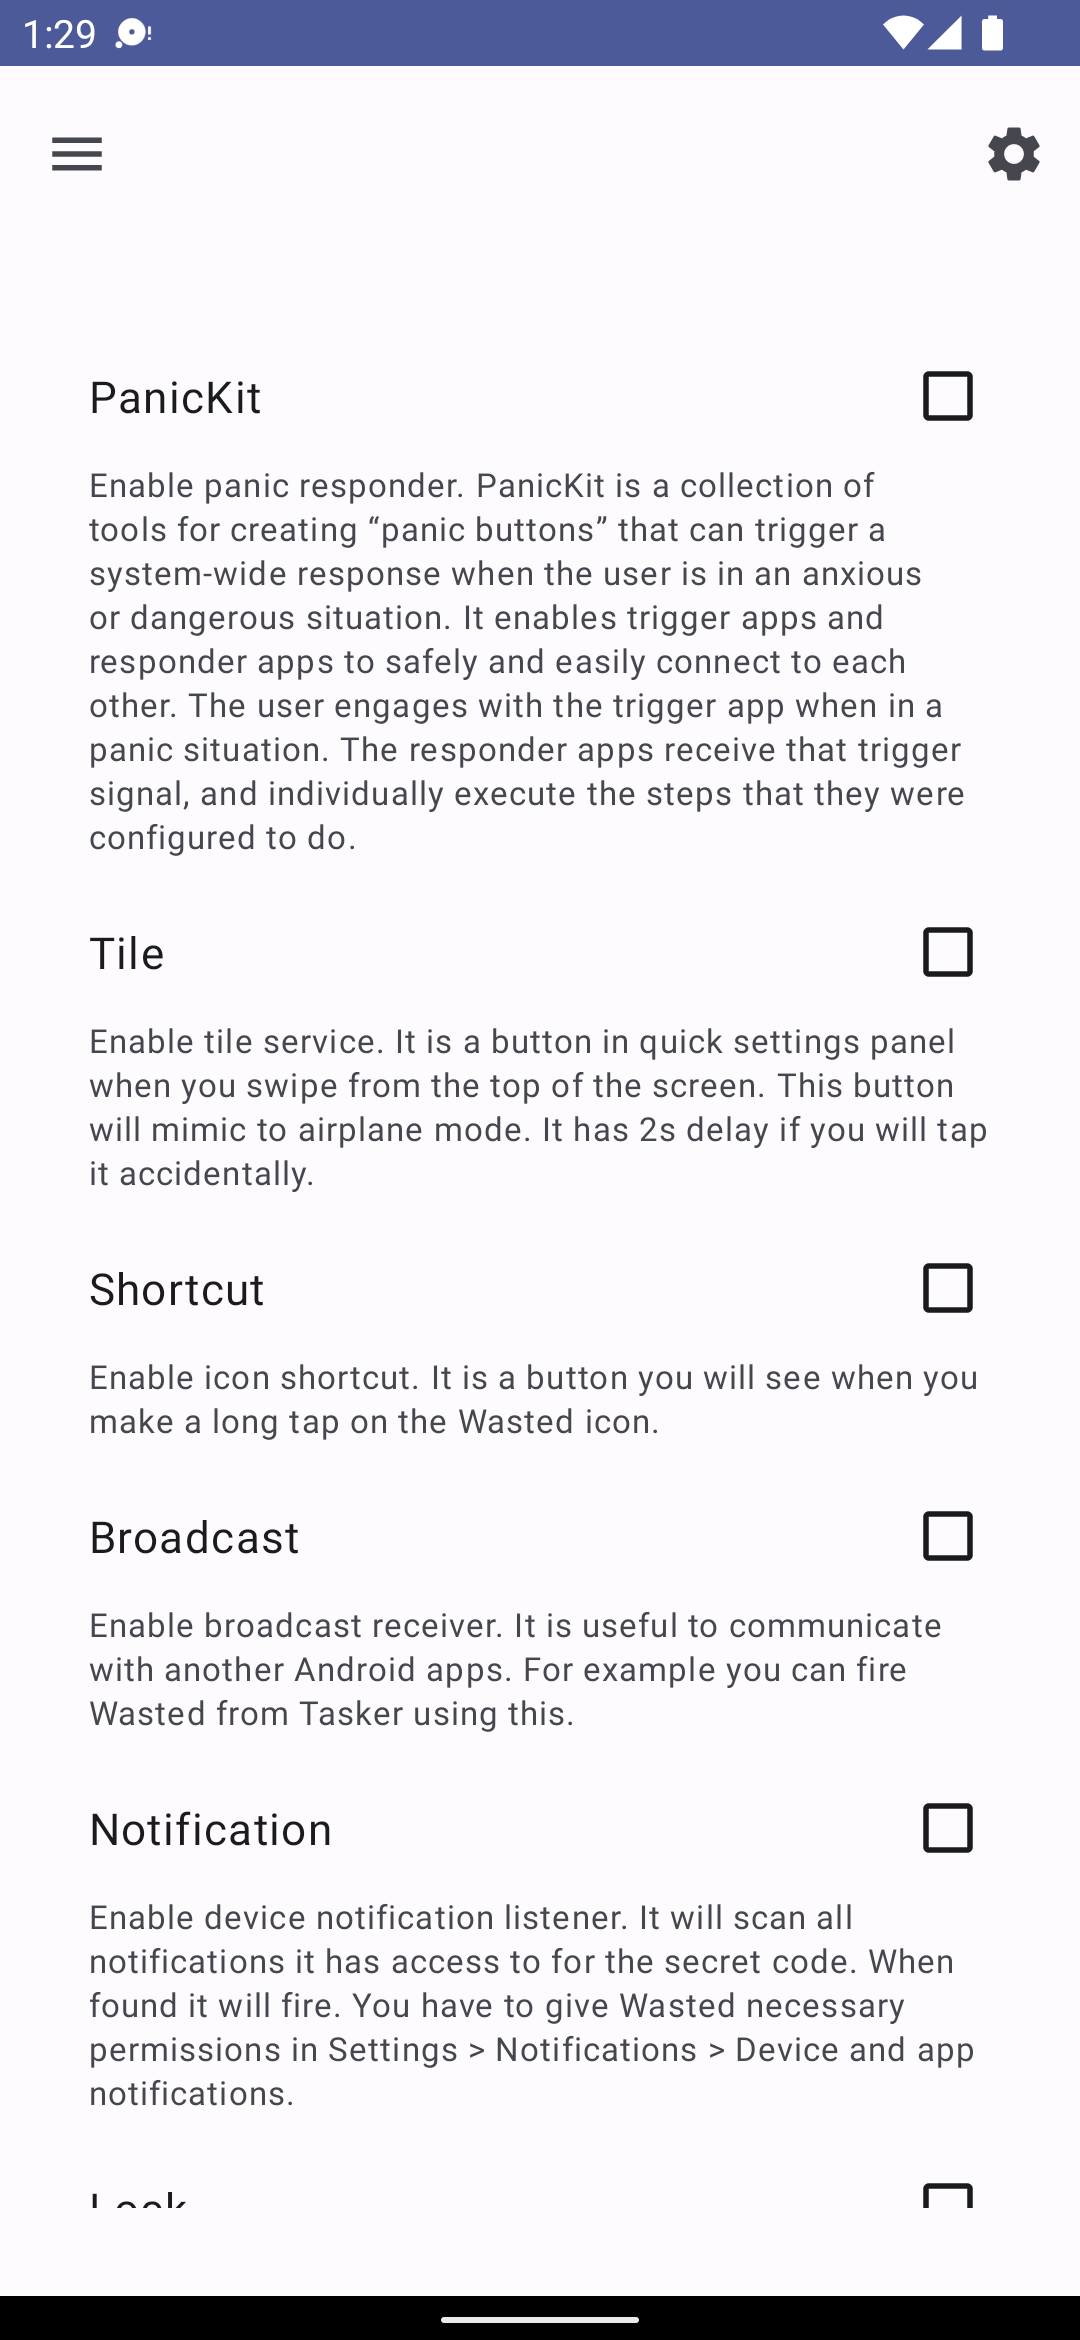 1:29
PanicKit
Enable panic responder. PanicKit is a collection of
tools for creating “panic buttons” that can trigger a
system-wide response when the user is in an anxious
or dangerous situation. It enables trigger apps and
responder apps to safely and easily connect to each
other. The user engages with the trigger app when in a
panic situation. The responder apps receive that trigger
signal, and individually execute the steps that they were
configured to do.
Tile
Enable tile service. It is a button in quick settings panel
when you swipe from the top of the screen. This button
will mimic to airplane mode. It has 2s delay if you will tap
it accidentally.
Shortcut
Enable icon shortcut. It is a button you will see when you
make a long tap on the Wasted icon.
Broadcast
Enable broadcast receiver. It is useful to communicate
with another Android apps. For example you can fire
Wasted from Tasker using this.
Notification
Enable device notification listener. It will scan all
notifications it has access to for the secret code. When
found it will fire. You have to give Wasted necessary
permissions in Settings > Notifications > Device and app
notifications.
Lock